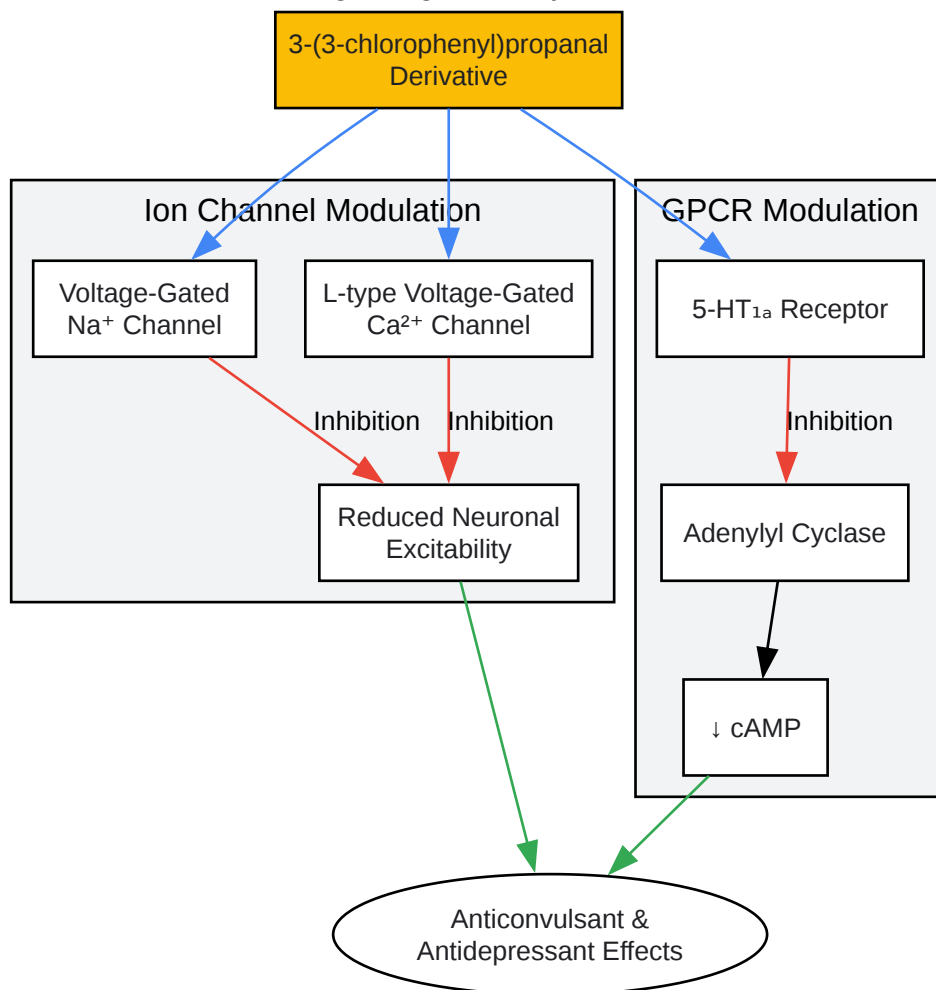 3-(3-chlorophenyl)propanal
Derivative
Ion Channel Modulation
GPCR Modulation
Voltage-Gated
Na⁺ Channel
L-type Voltage-Gated
Ca²⁺ Channel
5-HT₁ₐ Receptor
Inhibition
Inhibition
Inhibition
Reduced Neuronal
Excitability
Adenylyl Cyclase
↓ cAMP
Anticonvulsant &
Antidepressant Effects